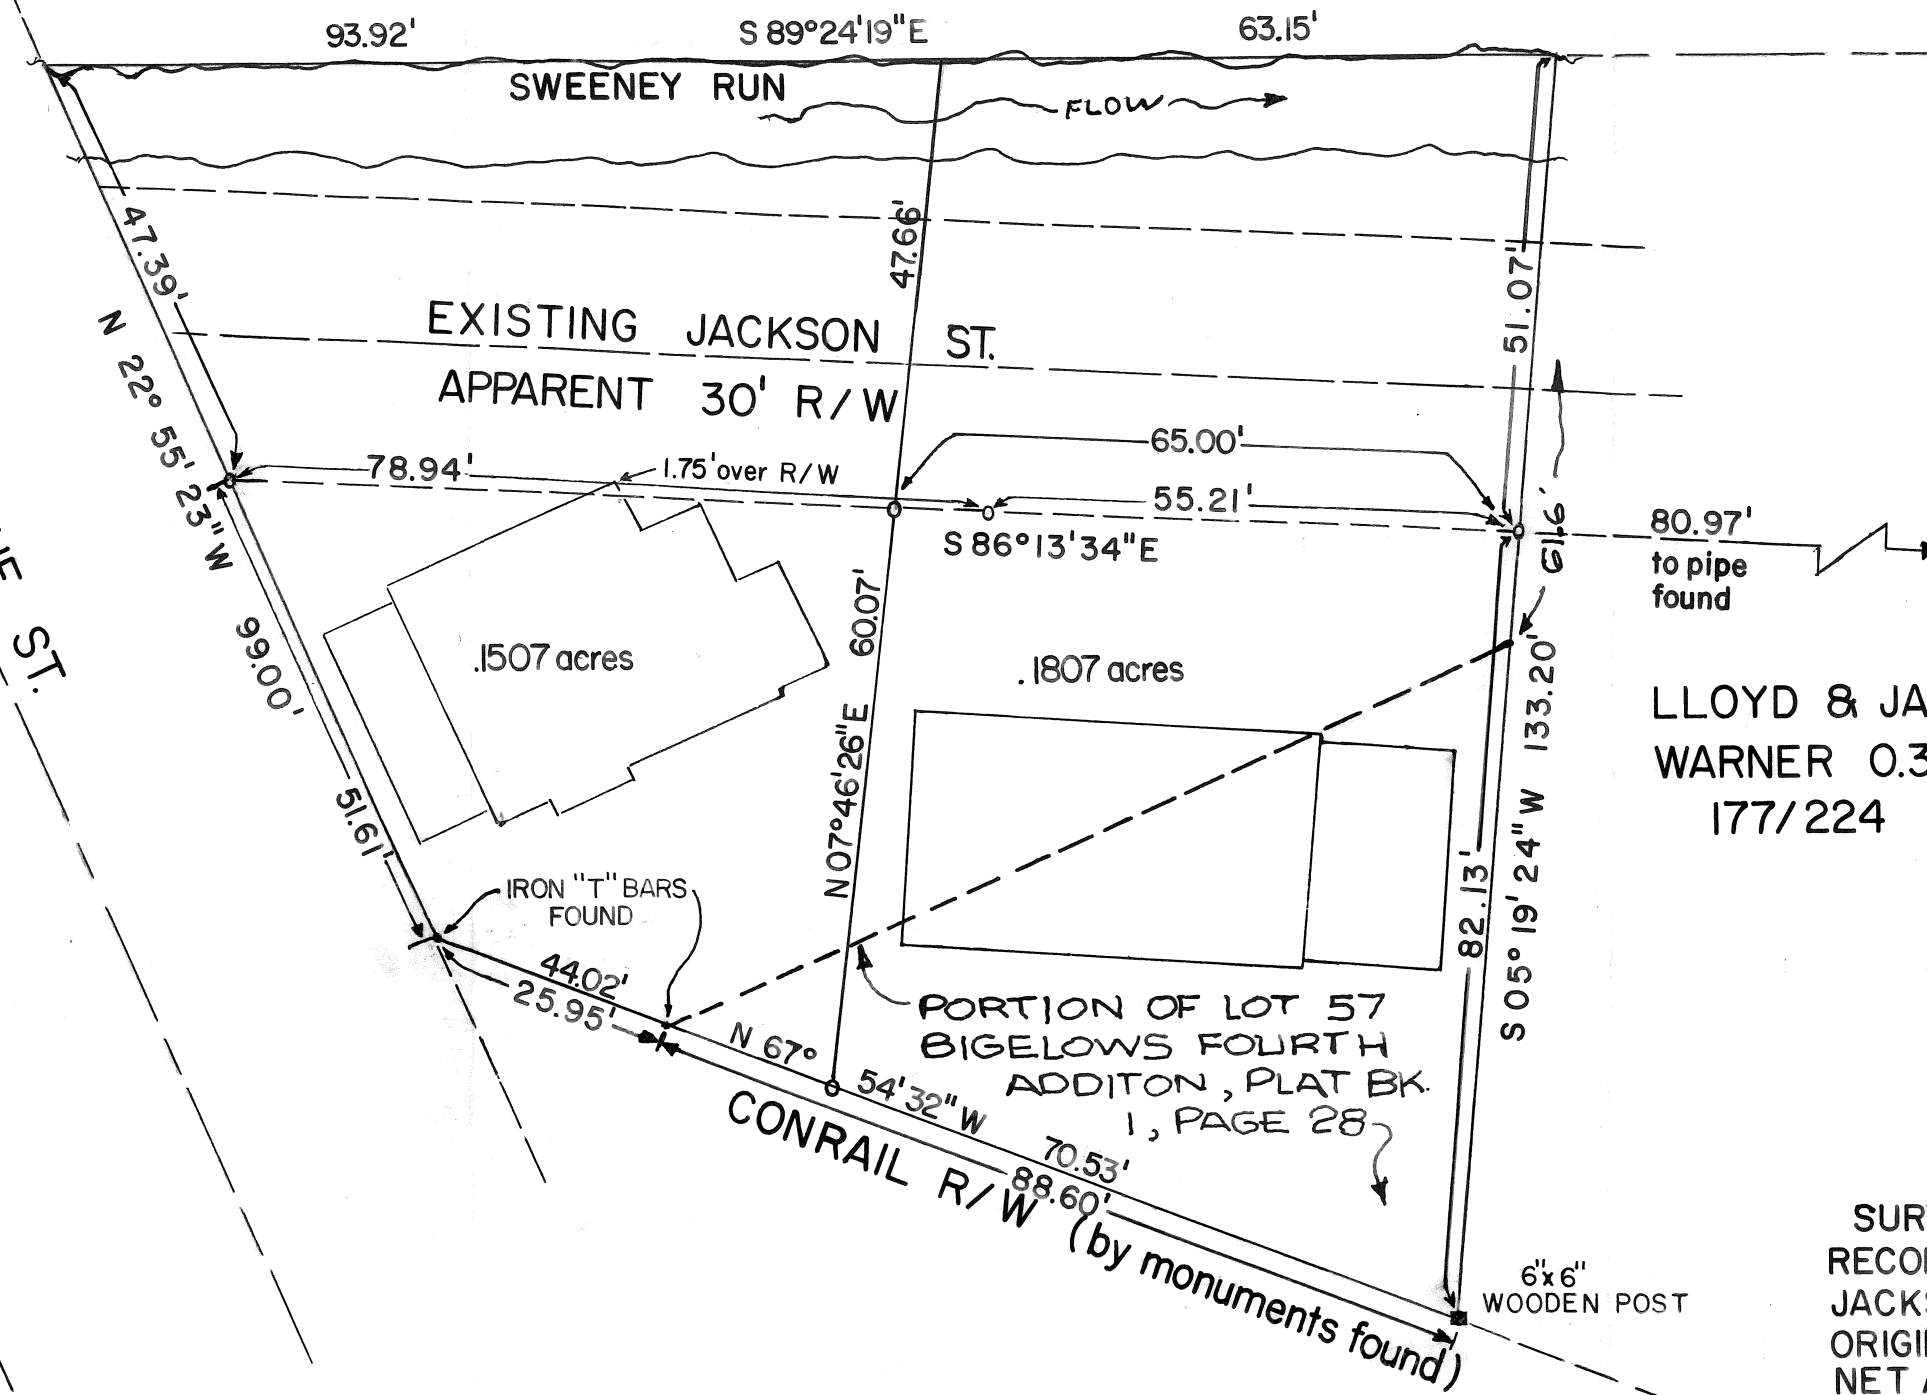 93.92'
S 89°24'19"E
63.15'
SWEENEY RUN
FLOW
47.39'
47.66'
51.07'
EXISTING JACKSON ST.
APPARENT 30' R/W
N 22° 55' 23" W 99.00'
78.94'
1.75' over R/W
65.00'
55.21'
S 86°13'34"E
80.97'
to pipe
found
ST.
.1507 acres
60.07'
N 07°46'26"E
.1807 acres
S 05° 19' 24" W 133.20'
82.13'
LLOYD & JA
WARNER 0.3
177/224
51.61'
IRON "T" BARS
FOUND
44.02'
25.95'
N 67° 54'32" W
70.53'
88.60'
CONRAIL R/W (by monuments found)
PORTION OF LOT 57
BIGELOWS FOURTH
ADDITON, PLAT BK.
1, PAGE 28
6"x6"
WOODEN POST
SUR
RECO
JACKS
ORIGI
NET A